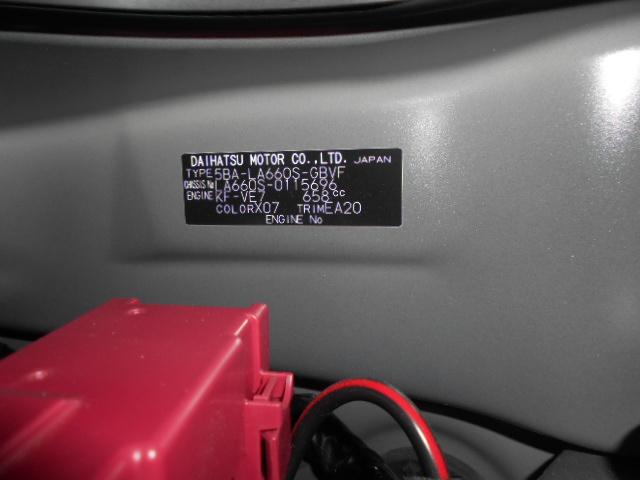 DAIHATSU MOTOR CO.,LTD. JAPAN
TYPE 5BA-LA660S-GBVF
CHASSIS No LA660S-0115696
ENGINE KF-VE7 658cc
COLOR X07 TRIM EA20
ENGINE No